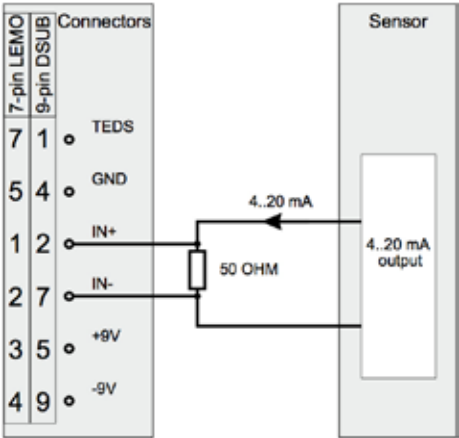 7-pin LEMO
9-pin DSUB
Connectors
Sensor
7 1 TEDS
5 4 GND
4..20 mA
1 2 IN+
4..20 mA
output
50 OHM
2 7 IN-
3 5 +9V
4 9 -9V